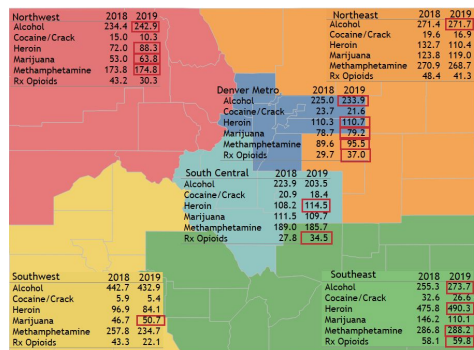 Northwest 2018 2019
Alcohol 234.4 242.9
Cocaine/Crack 15.0 10.3
Heroin 72.0 88.3
Marijuana 53.0 63.8
Methamphetamine 173.8 174.8
Rx Opioids 43.2 30.3
Northeast 2018 2019
Alcohol 271.4 271.7
Cocaine/Crack 19.6 16.9
Heroin 132.7 110.4
Marijuana 123.8 119.0
Methamphetamine 270.9 268.7
Rx Opioids 48.4 41.3
Denver Metro 2018 2019
Alcohol 225.0 233.9
Cocaine/Crack 23.7 21.6
Heroin 110.3 110.7
Marijuana 78.7 79.2
Methamphetamine 89.6 95.5
Rx Opioids 29.7 37.0
South Central 2018 2019
Alcohol 223.9 203.5
Cocaine/Crack 20.9 18.4
Heroin 108.2 114.5
Marijuana 111.5 109.7
Methamphetamine 189.0 185.7
Rx Opioids 27.8 34.5
Southwest 2018 2019
Alcohol 442.7 432.9
Cocaine/Crack 5.9 5.4
Heroin 96.9 84.1
Marijuana 46.7 50.7
Methamphetamine 257.8 234.7
Rx Opioids 43.3 22.1
Southeast 2018 2019
Alcohol 255.3 273.7
Cocaine/Crack 32.6 26.6
Heroin 475.8 490.3
Marijuana 146.2 110.1
Methamphetamine 286.8 288.2
Rx Opioids 58.1 59.8